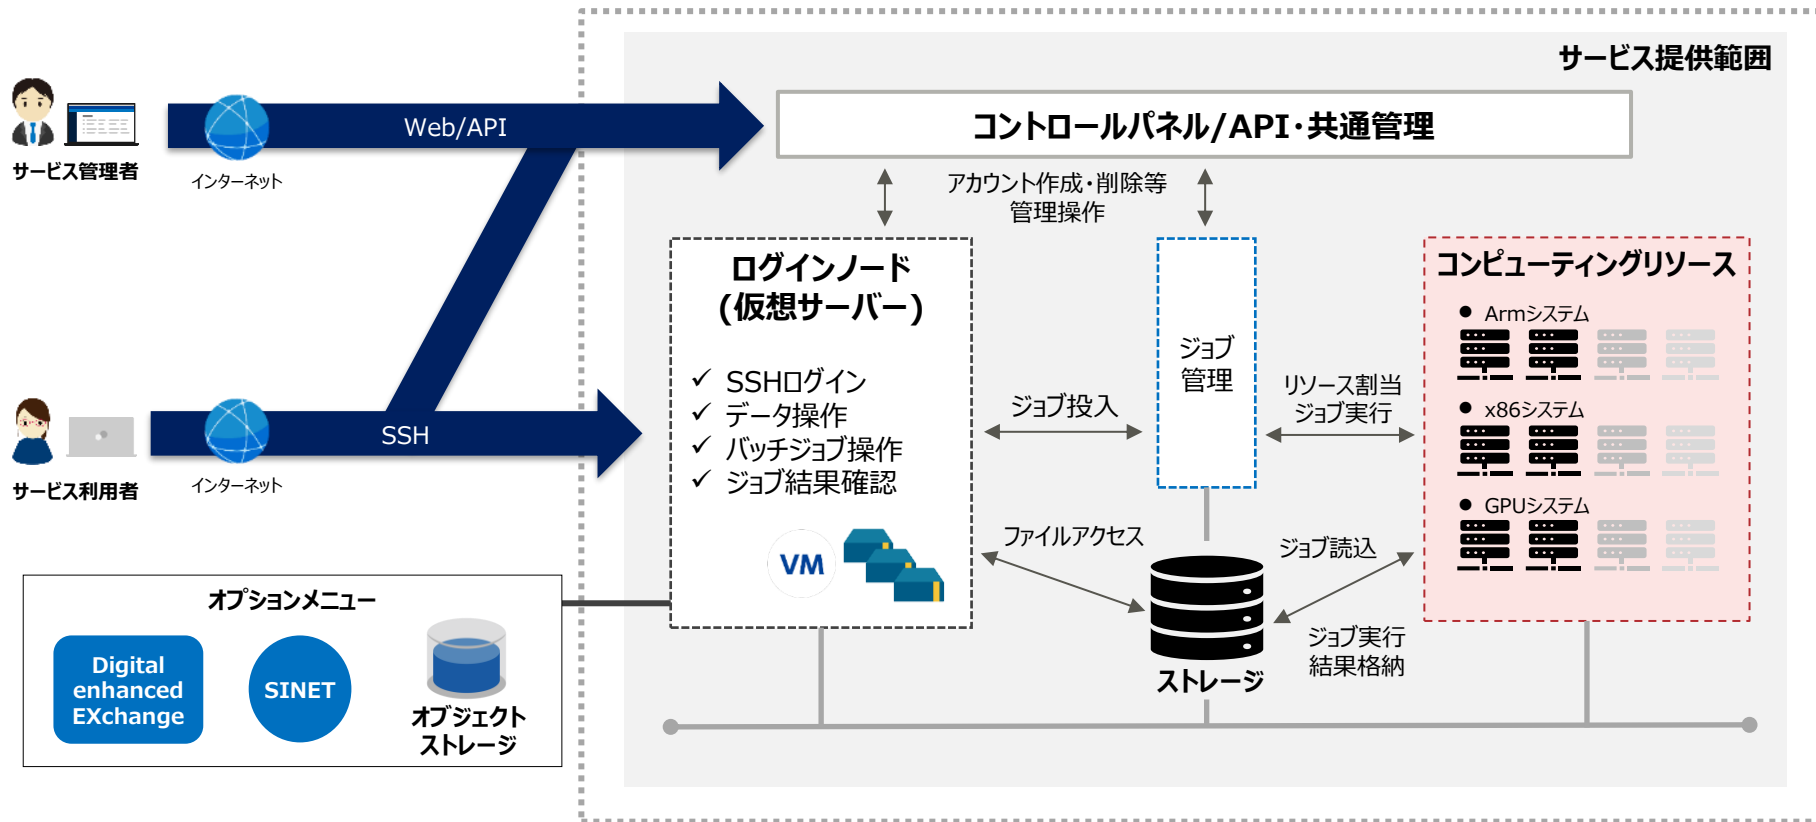 サービス提供範囲
サービス管理者
インターネット
Web/API
コントロールパネル/API・共通管理
アカウント作成・削除等
管理操作
ログインノード
(仮想サーバー)
✓ SSHログイン
✓ データ操作
✓ バッチジョブ操作
✓ ジョブ結果確認
VM
ジョブ
管理
コンピューティングリソース
● Armシステム
● x86システム
● GPUシステム
サービス利用者
インターネット
SSH
ジョブ投入
リソース割当
ジョブ実行
ファイルアクセス
ジョブ読込
ジョブ実行
結果格納
ストレージ
オプションメニュー
Digital
enhanced
EXchange
SINET
オブジェクト
ストレージ